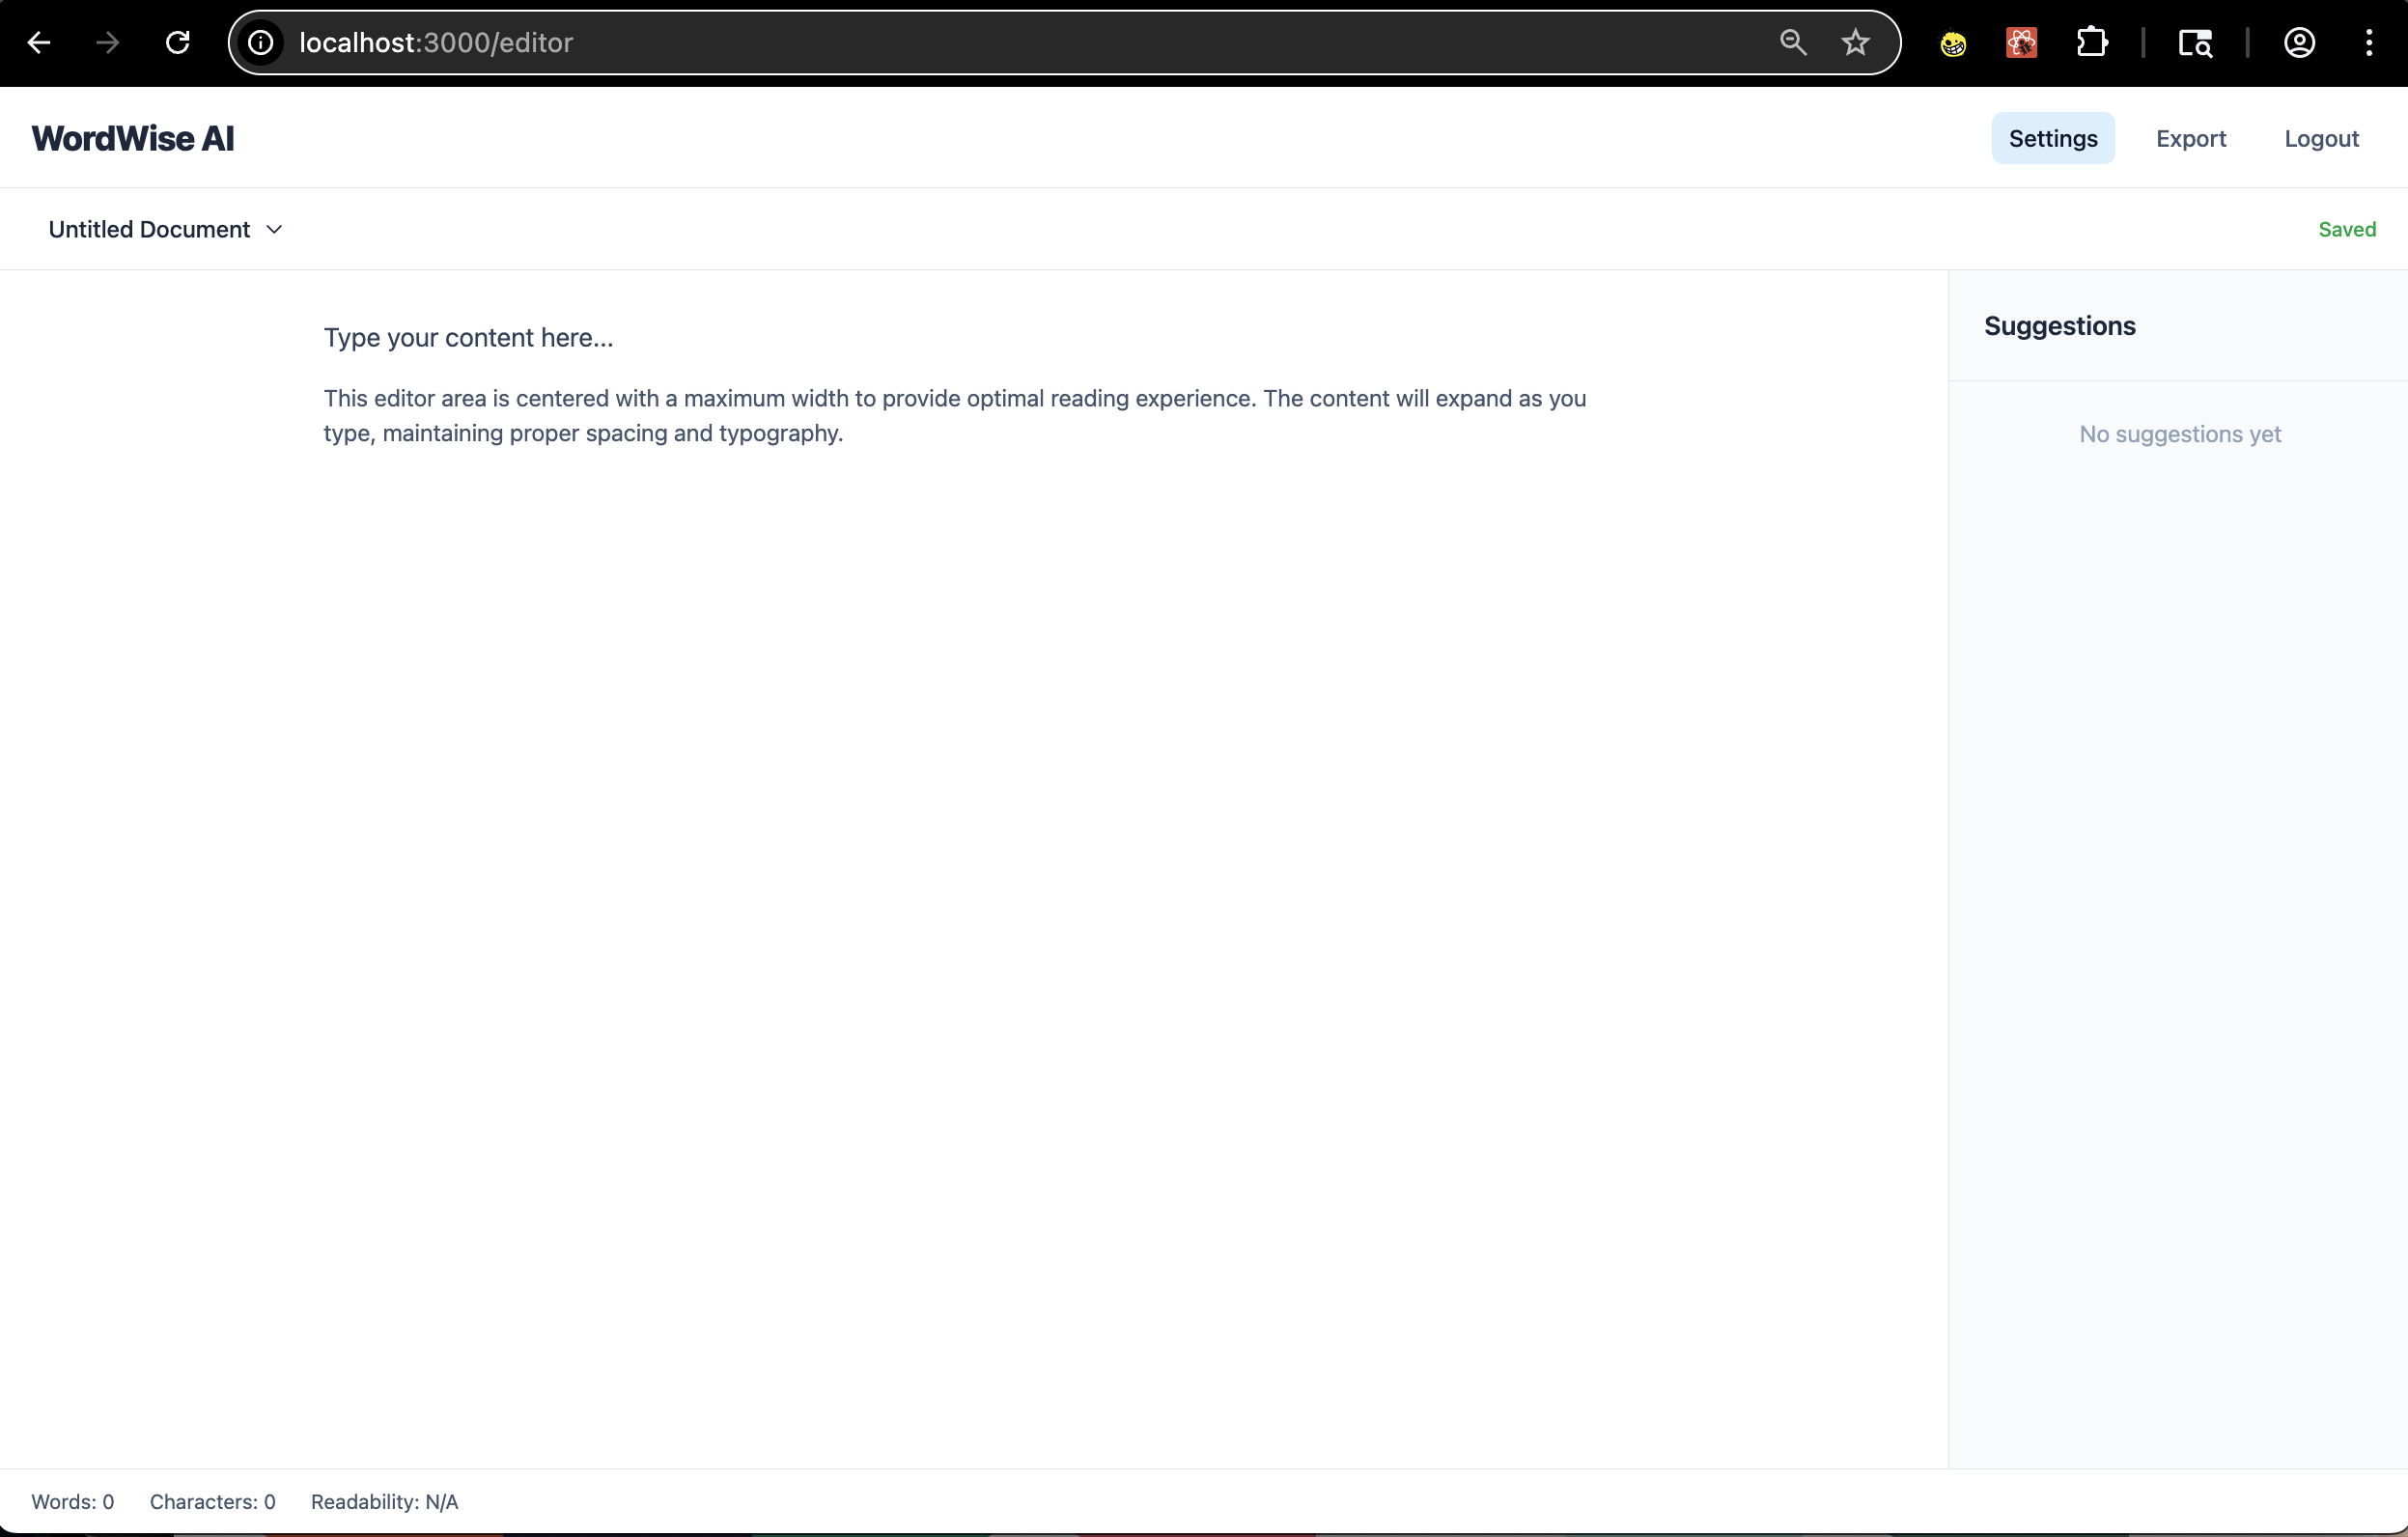 localhost:3000/editor
WordWise AI
Settings
Export
Logout
Untitled Document
Saved
Type your content here...
This editor area is centered with a maximum width to provide optimal reading experience. The content will expand as you
type, maintaining proper spacing and typography.
Suggestions
No suggestions yet
Words: 0
Characters: 0
Readability: N/A